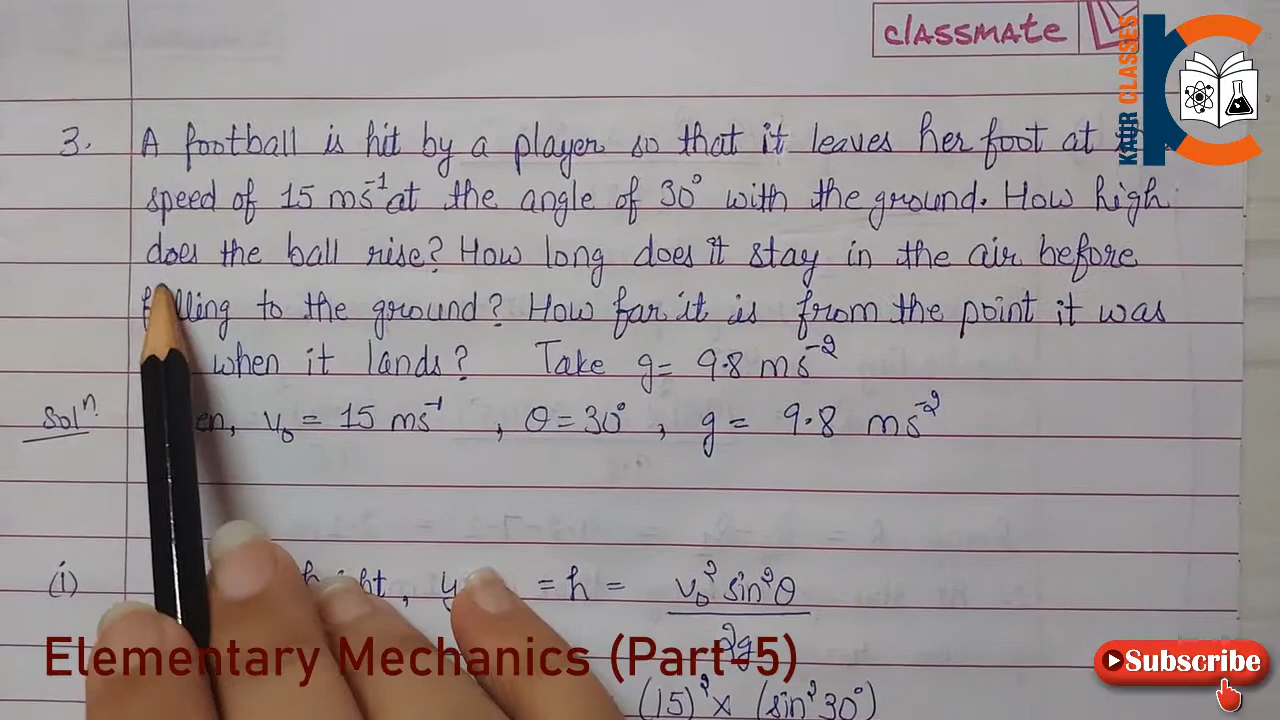 classmate
KAUR CLASSES
3. A football is hit by a player so that it leaves her foot at
speed of 15 ms⁻¹ at the angle of 30° with the ground. How high
does the ball rise? How long does it stay in the air before
falling to the ground? How far it is from the point it was
when it lands? Take g = 9.8 ms⁻²
Solⁿ. v₀ = 15 ms⁻¹, θ = 30°, g = 9.8 ms⁻²
(i) = h = v₀² sin²θ
2g
(15)² × (sin²30°)
Elementary Mechanics (Part-5)
Subscribe